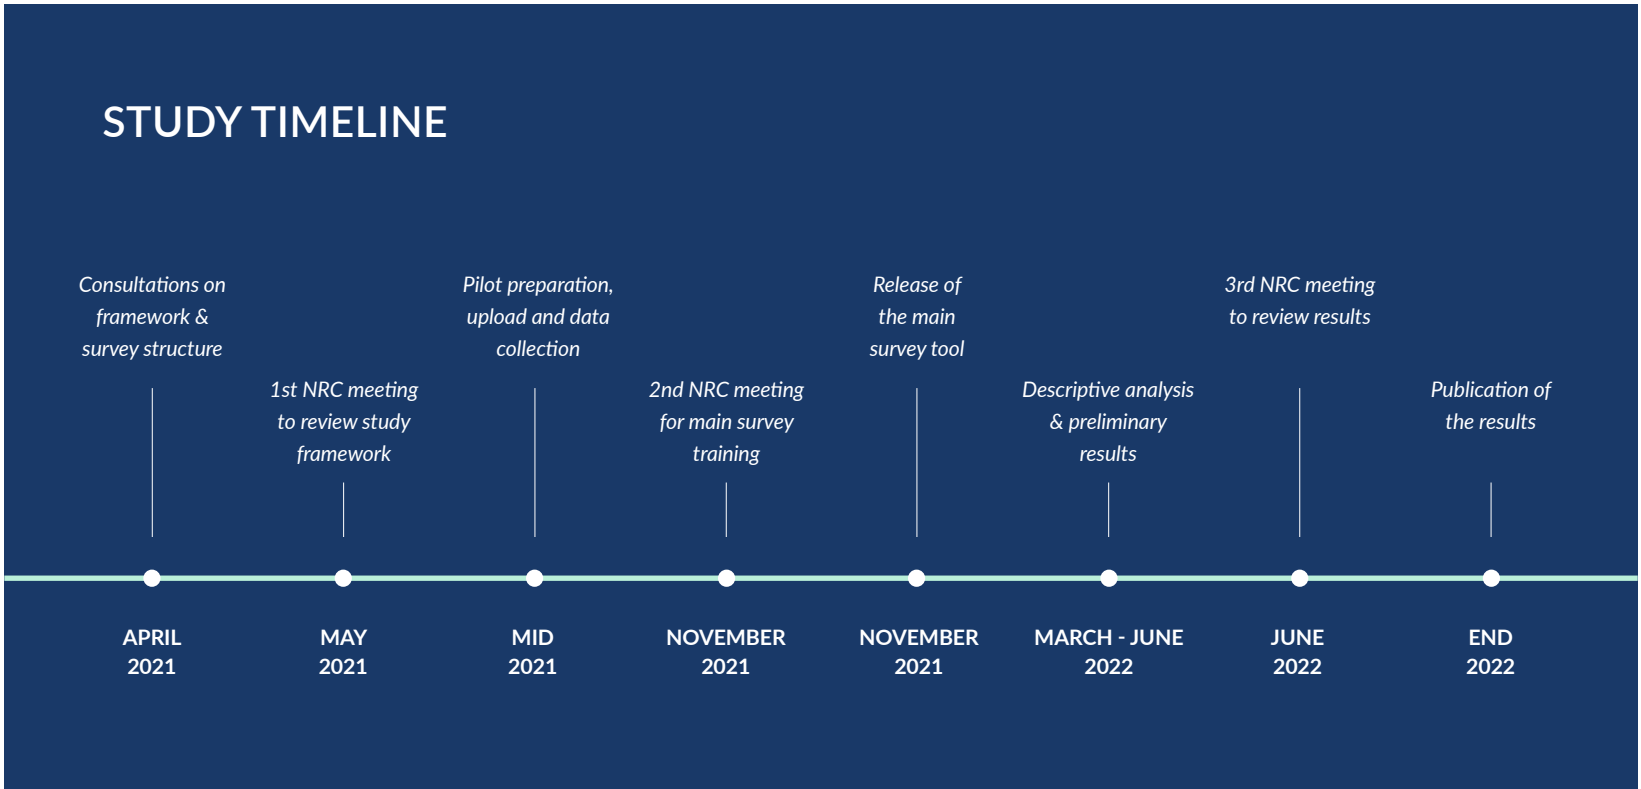 STUDY TIMELINE
Consultations on
framework &
survey structure
1st NRC meeting
to review study
framework
Pilot preparation,
upload and data
collection
2nd NRC meeting
for main survey
training
Release of
the main
survey tool
Descriptive analysis
& preliminary
results
3rd NRC meeting
to review results
Publication of
the results
APRIL
2021
MAY
2021
MID
2021
NOVEMBER
2021
NOVEMBER
2021
MARCH - JUNE
2022
JUNE
2022
END
2022